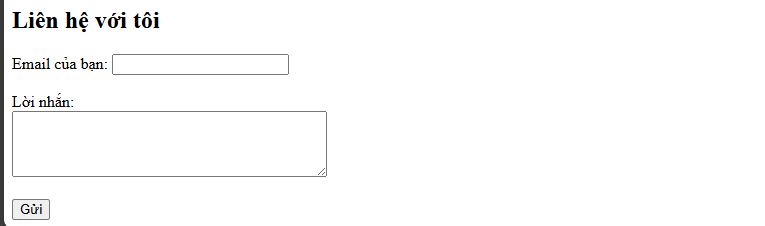 Liên hệ với tôi
Email của bạn:
Lời nhắn:
Gửi